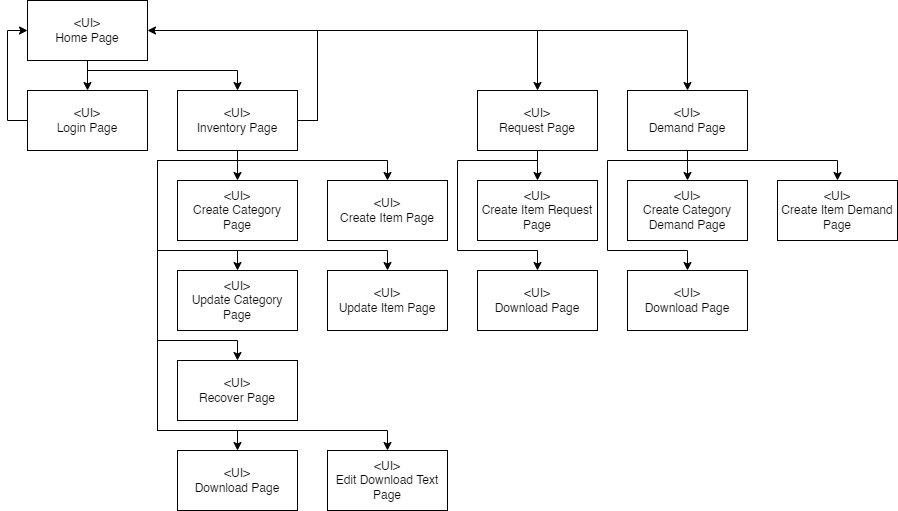 <UI>
Home Page
<UI>
Login Page
<UI>
Inventory Page
<UI>
Request Page
<UI>
Demand Page
<UI>
Create Category
Page
<UI>
Create Item Page
<UI>
Create Item Request
Page
<UI>
Create Category
Demand Page
<UI>
Create Item Demand
Page
<UI>
Update Category
Page
<UI>
Update Item Page
<UI>
Download Page
<UI>
Download Page
<UI>
Recover Page
<UI>
Download Page
<UI>
Edit Download Text
Page